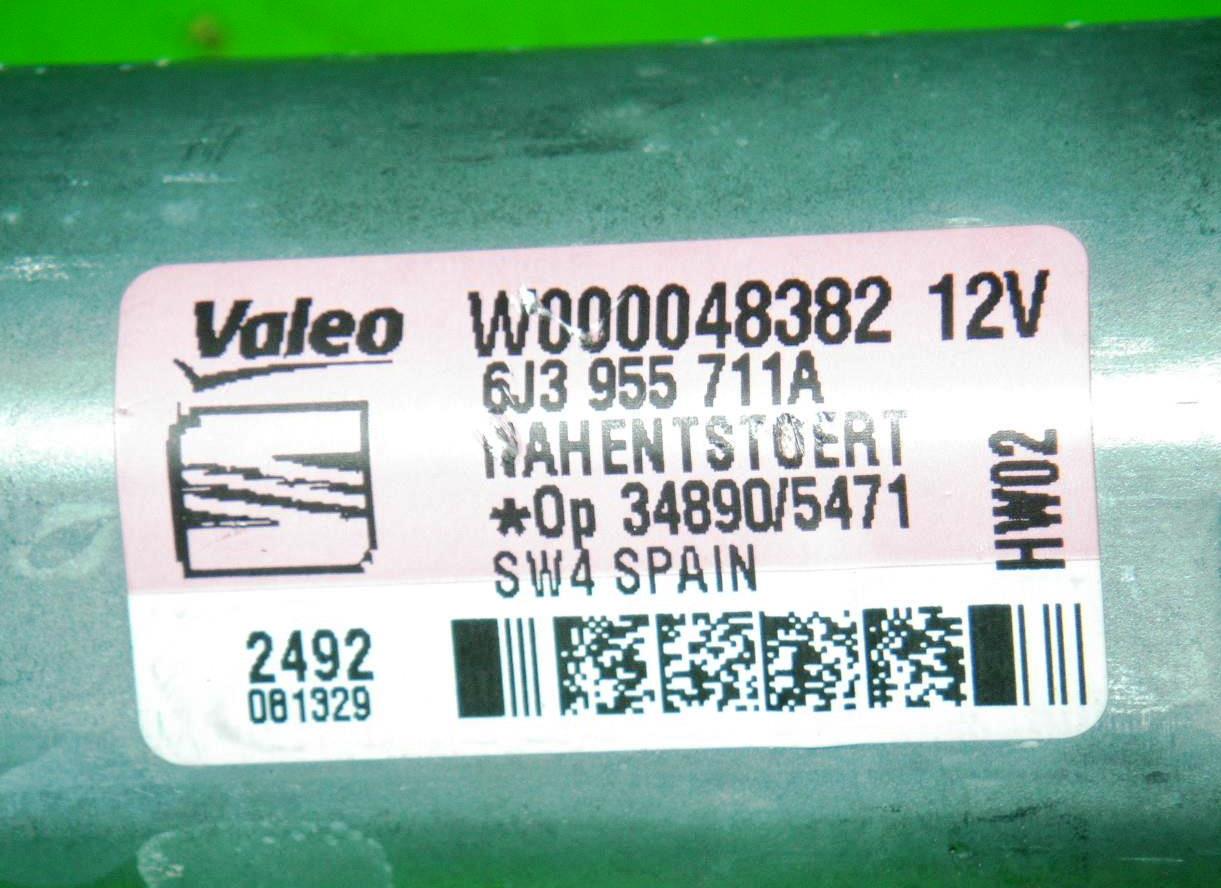 Valeo
W000048382 12V
6J3 955 711A
NAHENTSTOERT
*Op 34890/5471
SW4 SPAIN
HW02
2492
081329